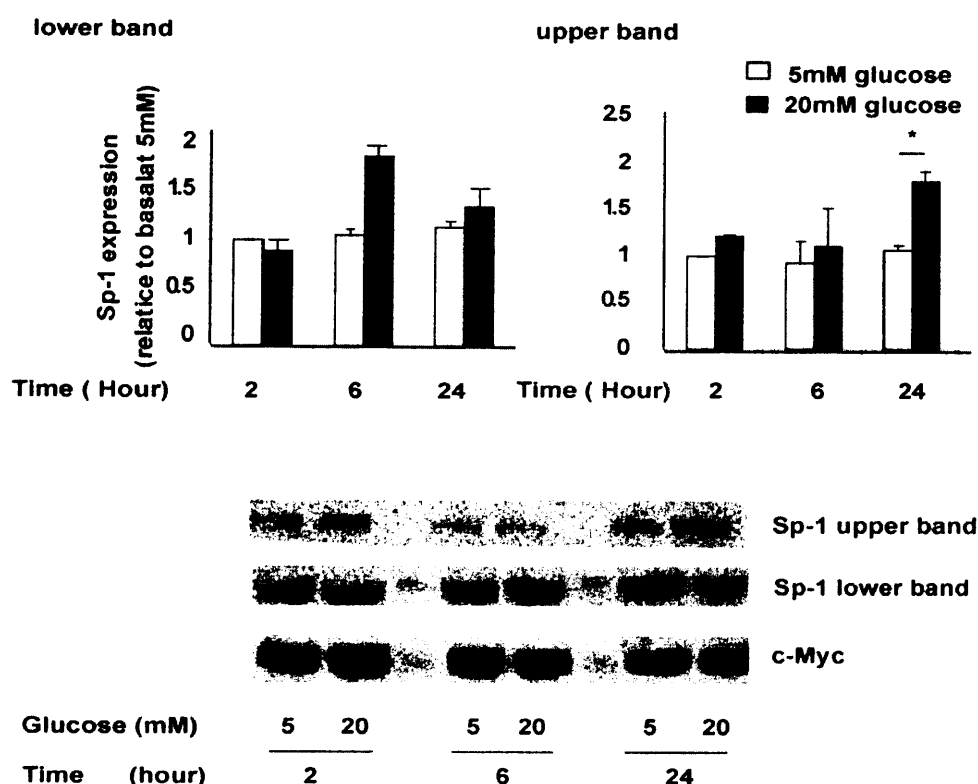 lower band
upper band
5mM glucose
20mM glucose
Sp-1 expression
(relatice to basalat 5mM)
2
1.5
1
0.5
0
2.5
2
1.5
1
0.5
0
*
Time ( Hour) 2 6 24
Time ( Hour) 2 6 24
Sp-1 upper band
Sp-1 lower band
c-Myc
Glucose (mM) 5 20 5 20 5 20
Time (hour) 2 6 24